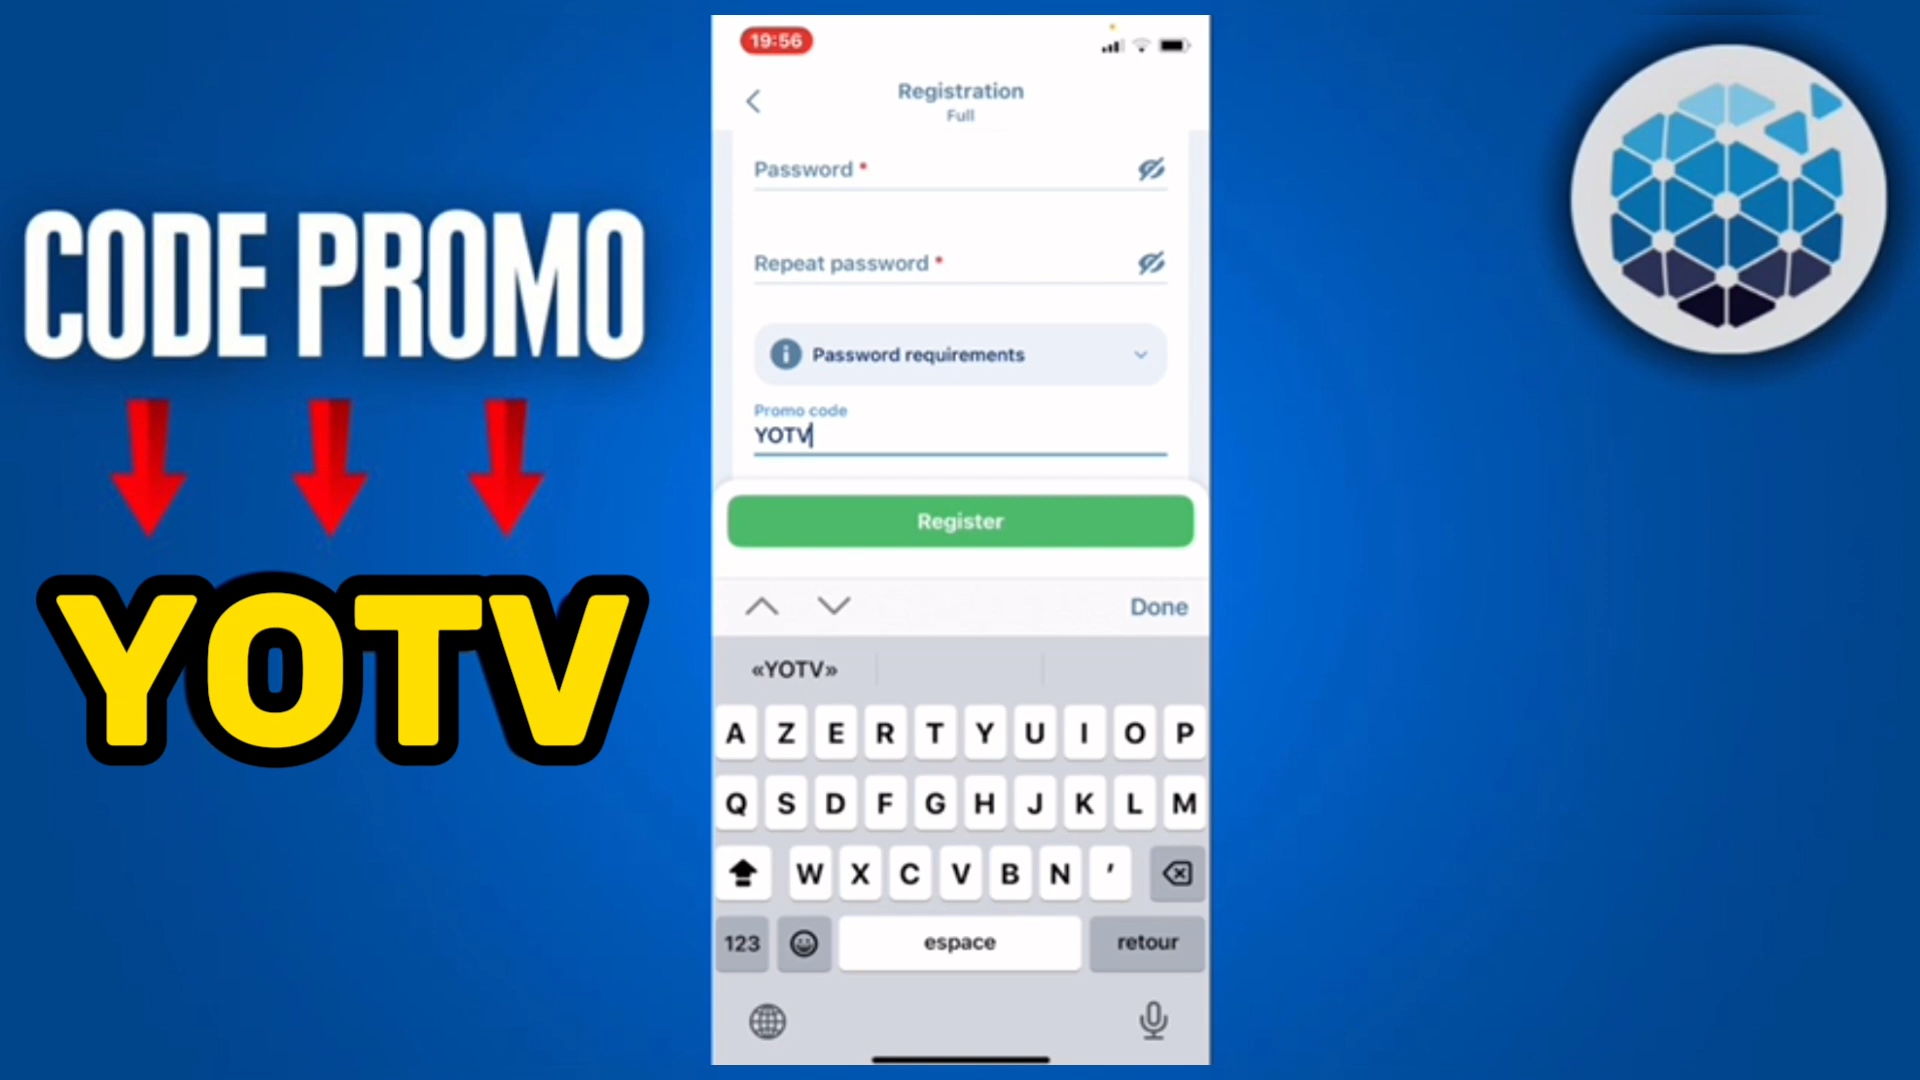 CODE PROMO
YOTV
19:56
Registration
Full
Password *
Repeat password *
Password requirements
Promo code
YOTV
Register
Done
«YOTV»
A Z E R T Y U I O P
Q S D F G H J K L M
W X C V B N '
123 espace retour